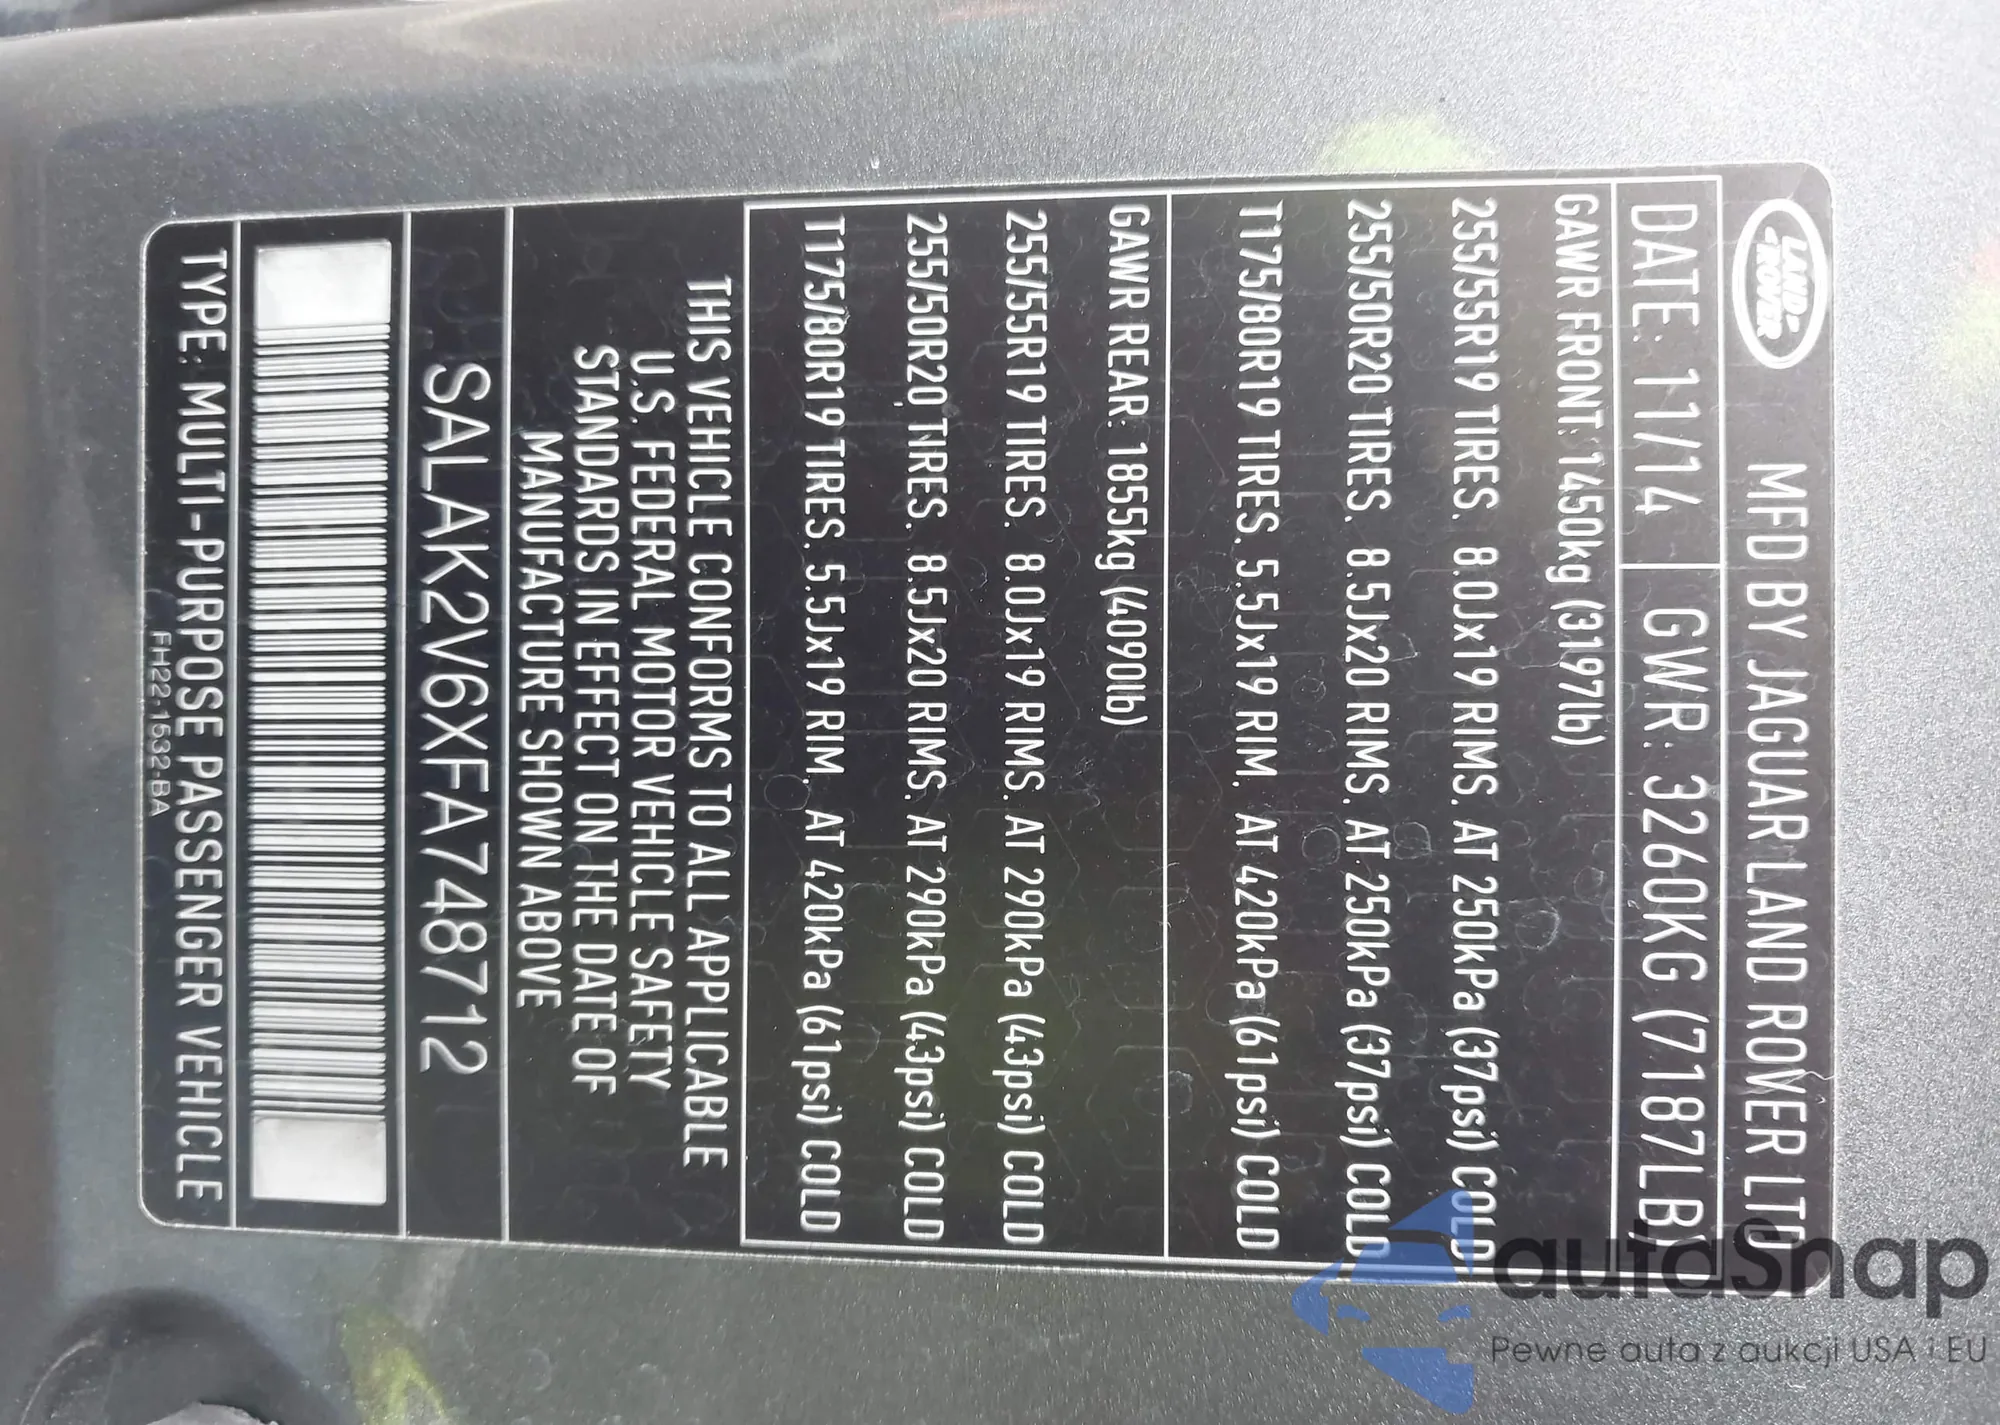 LAND-
-ROVER
MFD BY JAGUAR LAND ROVER LTD
DATE: 11/14 GWR: 3260KG (7187LB)
GAWR FRONT: 1450kg (3197lb)
255/55R19 TIRES. 8.0Jx19 RIMS. AT 250kPa (37psi) COLD
255/50R20 TIRES. 8.5Jx20 RIMS. AT 250kPa (37psi) COLD
T175/80R19 TIRES. 5.5Jx19 RIM. AT 420kPa (61psi) COLD
GAWR REAR: 1855kg (4090lb)
255/55R19 TIRES. 8.0Jx19 RIMS. AT 290kPa (43psi) COLD
255/50R20 TIRES. 8.5Jx20 RIMS. AT 290kPa (43psi) COLD
T175/80R19 TIRES. 5.5Jx19 RIM. AT 420kPa (61psi) COLD
THIS VEHICLE CONFORMS TO ALL APPLICABLE
U.S. FEDERAL MOTOR VEHICLE SAFETY
STANDARDS IN EFFECT ON THE DATE OF
MANUFACTURE SHOWN ABOVE
SALAK2V6XFA748712
TYPE: MULTI-PURPOSE PASSENGER VEHICLE
FH22-1532-BA
autaSnap
Pewne auta z aukcji USA i EU